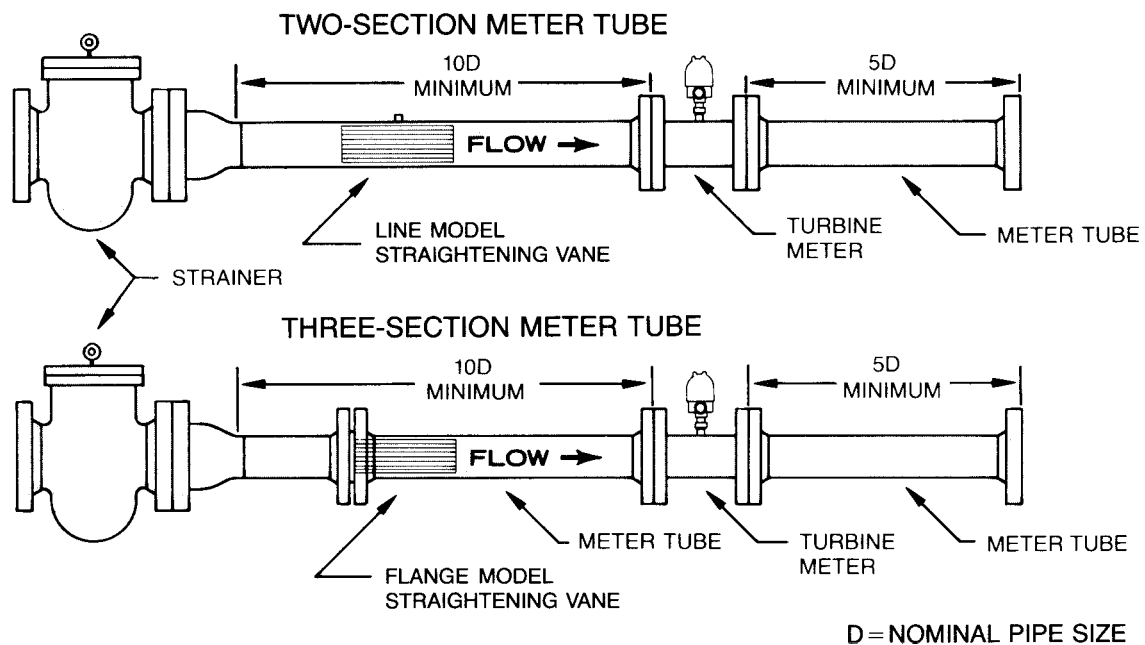 TWO-SECTION METER TUBE
10D
MINIMUM
5D
MINIMUM
FLOW
LINE MODEL
STRAIGHTENING VANE
TURBINE
METER
METER TUBE
STRAINER
THREE-SECTION METER TUBE
10D
MINIMUM
5D
MINIMUM
FLOW
METER TUBE
TURBINE
METER
METER TUBE
FLANGE MODEL
STRAIGHTENING VANE
D=NOMINAL PIPE SIZE